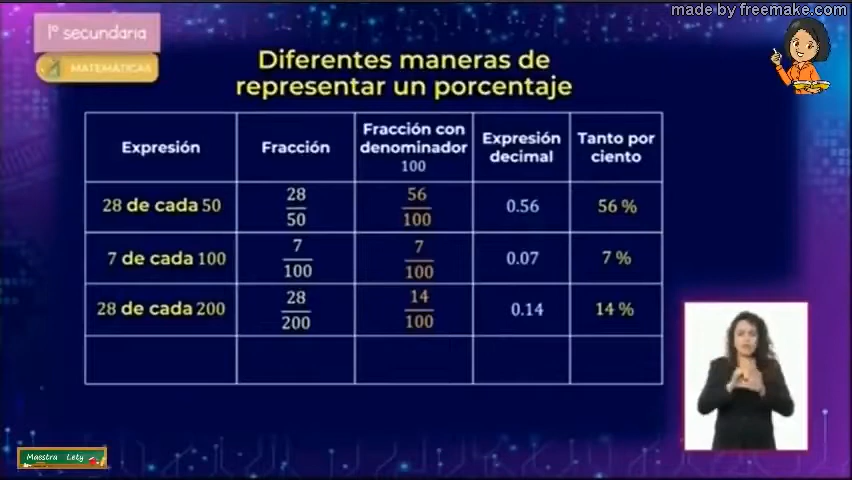 made by freemake.com
1° secundaria
MATEMÁTICAS
Diferentes maneras de
representar un porcentaje
Expresión
Fracción
Fracción con
denominador
100
Expresión
decimal
Tanto por
ciento
28 de cada 50
28
50
56
100
0.56
56 %
7 de cada 100
7
100
7
100
0.07
7 %
28 de cada 200
28
200
14
100
0.14
14 %
Maestra Lety